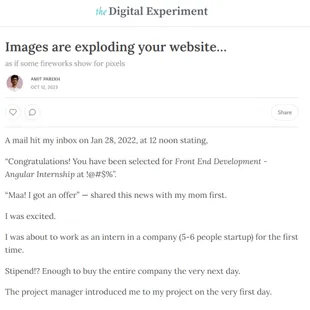 the Digital Experiment
Images are exploding your website...
as if some fireworks show for pixels
AMIT PAREKH
OCT 12, 2023
Share
A mail hit my inbox on Jan 28, 2022, at 12 noon stating,
“Congratulations! You have been selected for Front End Development -
Angular Internship at !@#$%”.
“Maa! I got an offer” — shared this news with my mom first.
I was excited.
I was about to work as an intern in a company (5-6 people startup) for the first
time.
Stipend!? Enough to buy the entire company the very next day.
The project manager introduced me to my project on the very first day.